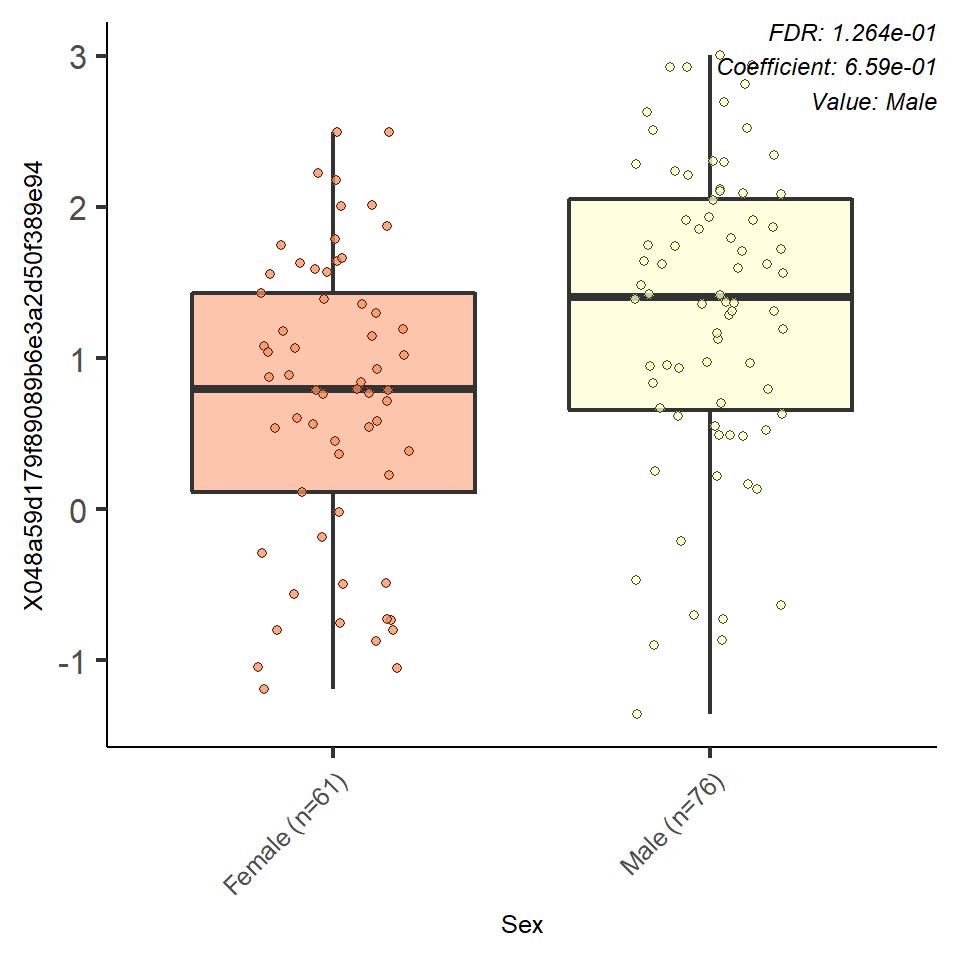 FDR: 1.264e-01
Coefficient: 6.59e-01
Value: Male
3
2
1
0
-1
X048a59d179f89089b6e3a2d50f389e94
Female (n=61)
Male (n=76)
Sex